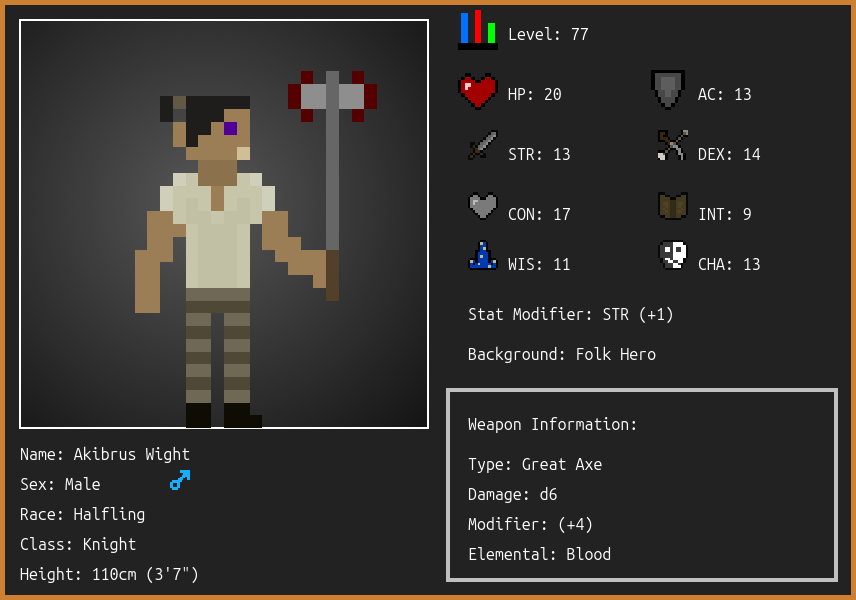 Level: 77
HP: 20
AC: 13
STR: 13
DEX: 14
CON: 17
INT: 9
WIS: 11
CHA: 13
Stat Modifier: STR (+1)
Background: Folk Hero
Weapon Information:
Type: Great Axe
Damage: d6
Modifier: (+4)
Elemental: Blood
Name: Akibrus Wight
Sex: Male
Race: Halfling
Class: Knight
Height: 110cm (3'7")